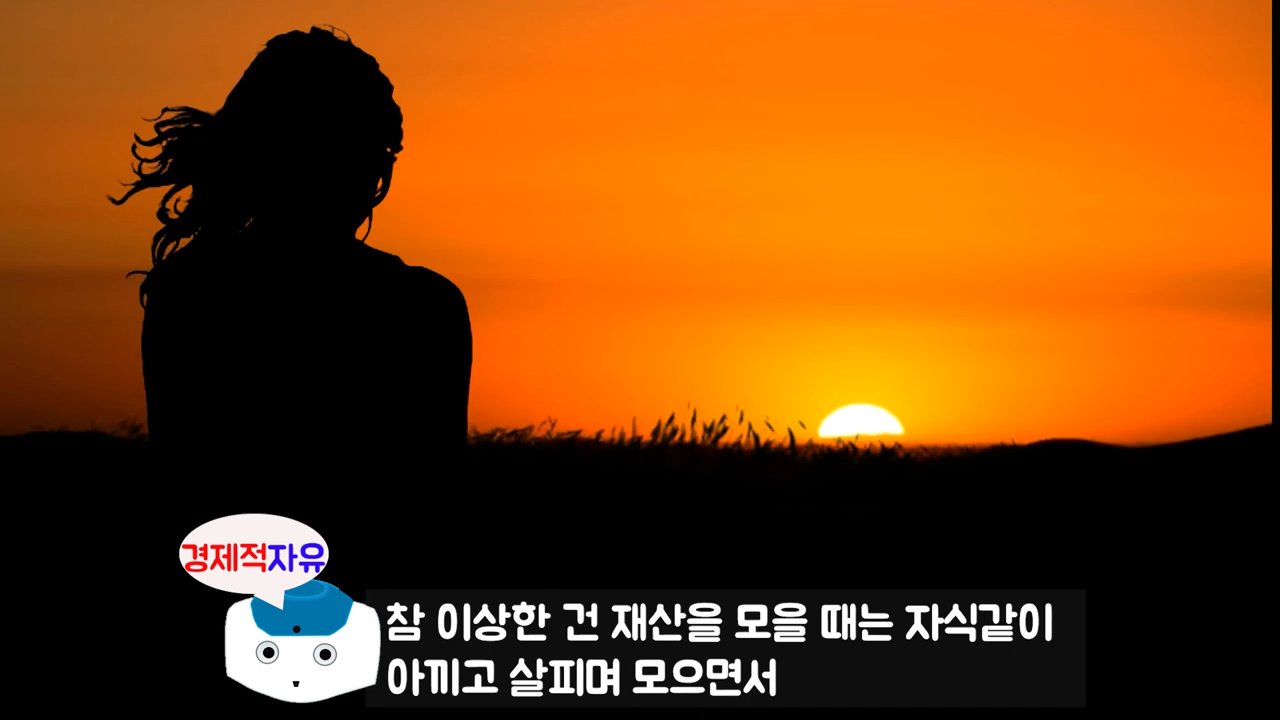 경제적자유
참 이상한 건 재산을 모을 때는 자식같이
아끼고 살피며 모으면서